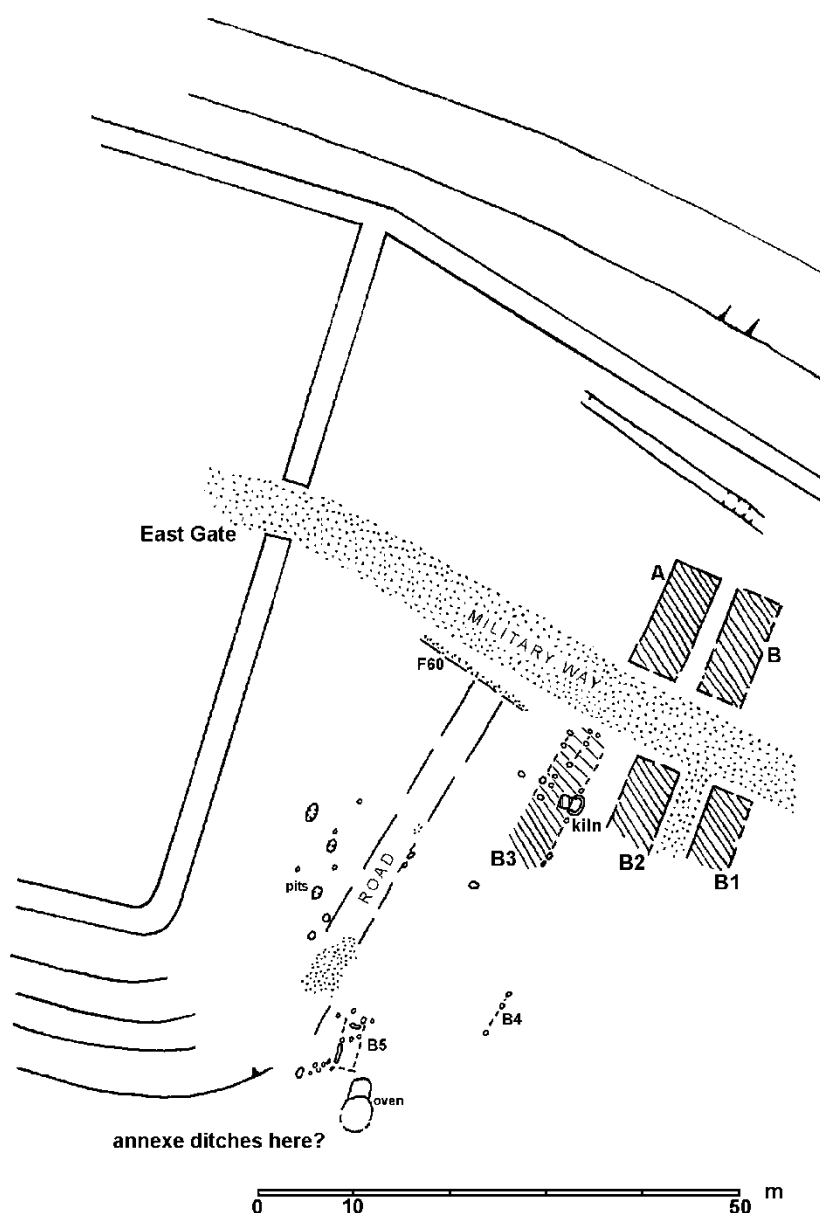 East Gate
A
B
MILITARY WAY
F60
kiln
B3
B2
B1
ROAD
pits
B4
B5
oven
annexe ditches here?
0 10 50 m